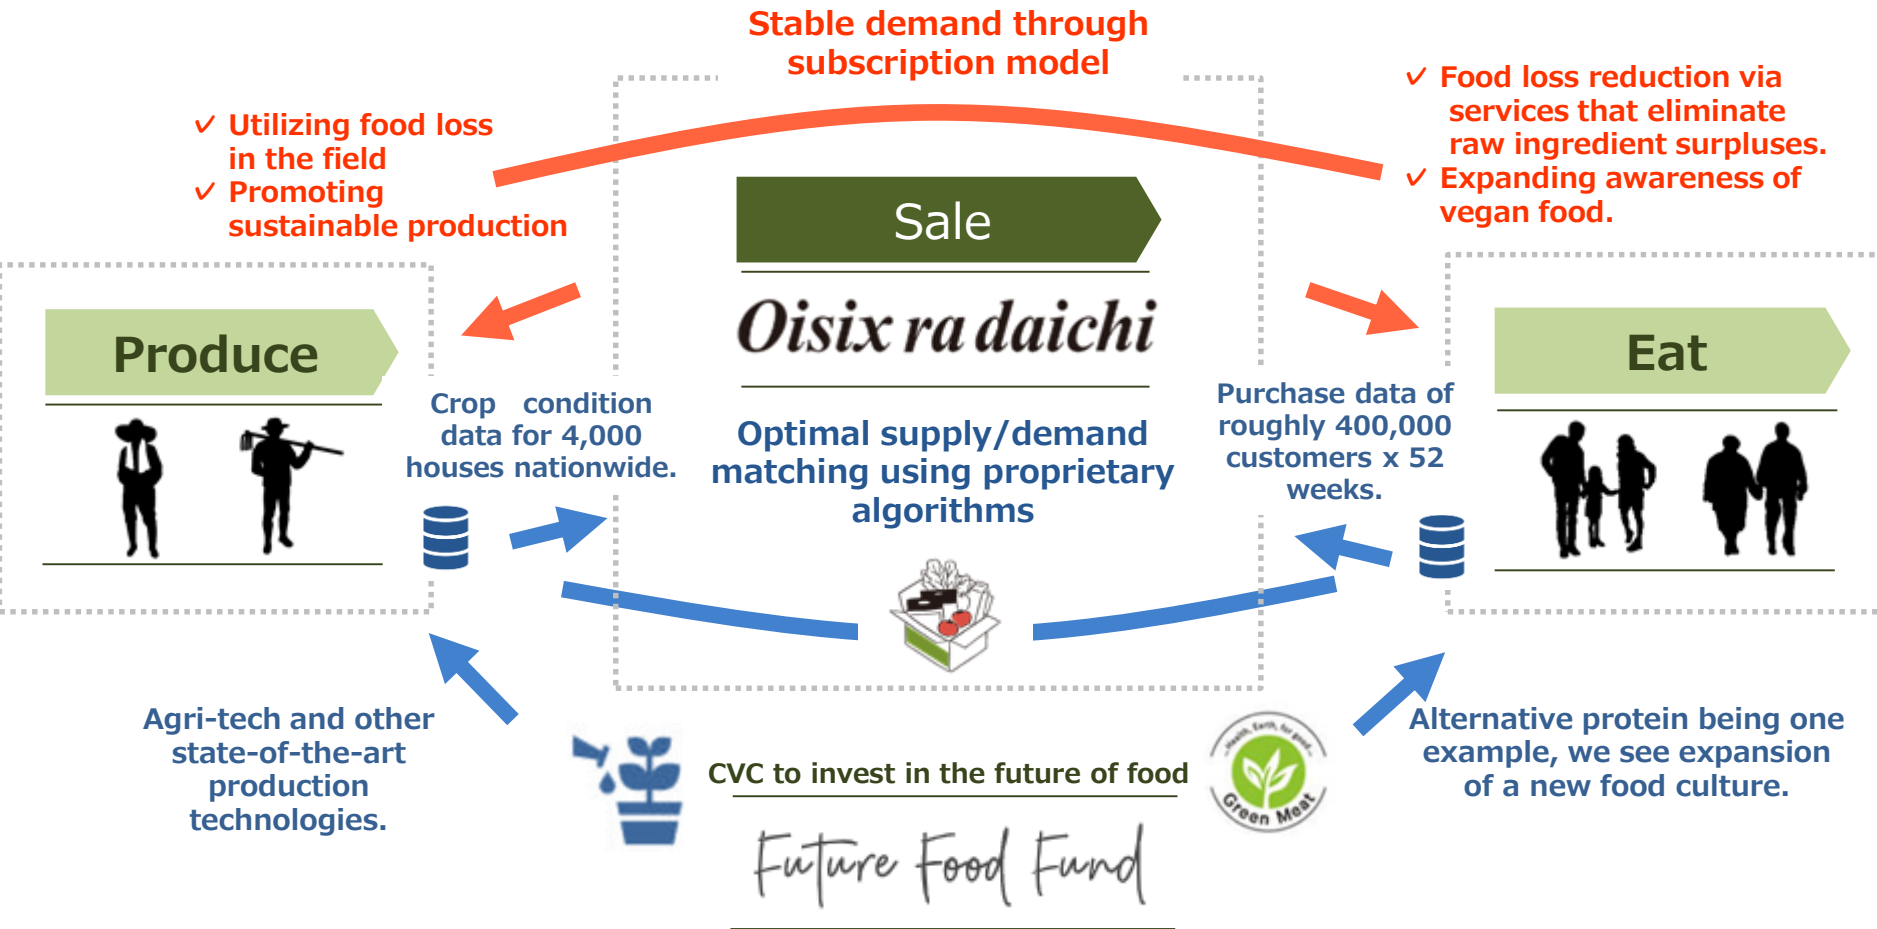 Stable demand through
subscription model
✓ Utilizing food loss
in the field
✓ Promoting
sustainable production
✓ Food loss reduction via
services that eliminate
raw ingredient surpluses.
✓ Expanding awareness of
vegan food.
Produce
Sale
Oisix ra daichi
Eat
Crop condition
data for 4,000
houses nationwide.
Optimal supply/demand
matching using proprietary
algorithms
Purchase data of
roughly 400,000
customers x 52
weeks.
Agri-tech and other
state-of-the-art
production
technologies.
CVC to invest in the future of food
Future Food Fund
Health, Earth, for good
Green Meat
Alternative protein being one
example, we see expansion
of a new food culture.